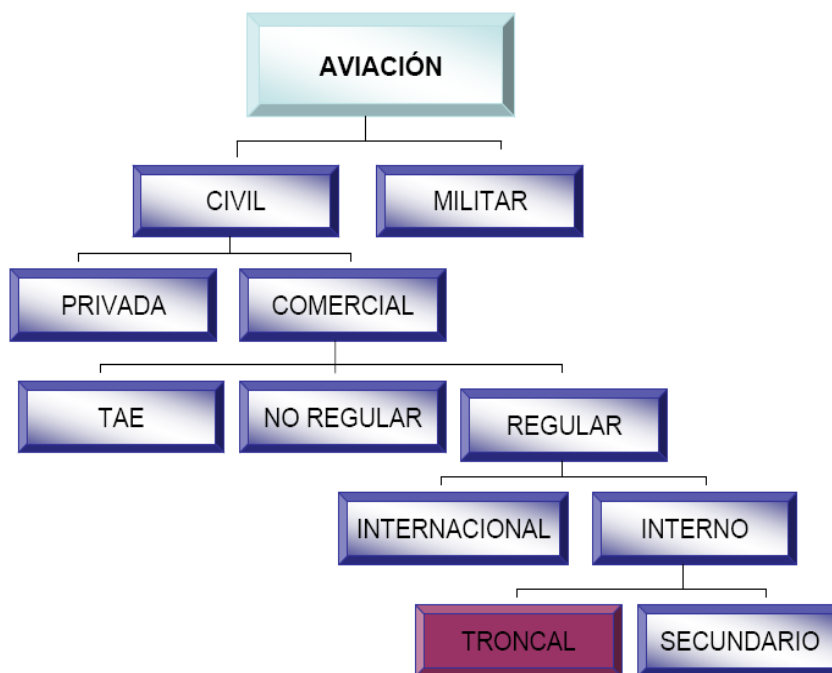 AVIACIÓN
CIVIL
MILITAR
PRIVADA
COMERCIAL
TAE
NO REGULAR
REGULAR
INTERNACIONAL
INTERNO
TRONCAL
SECUNDARIO